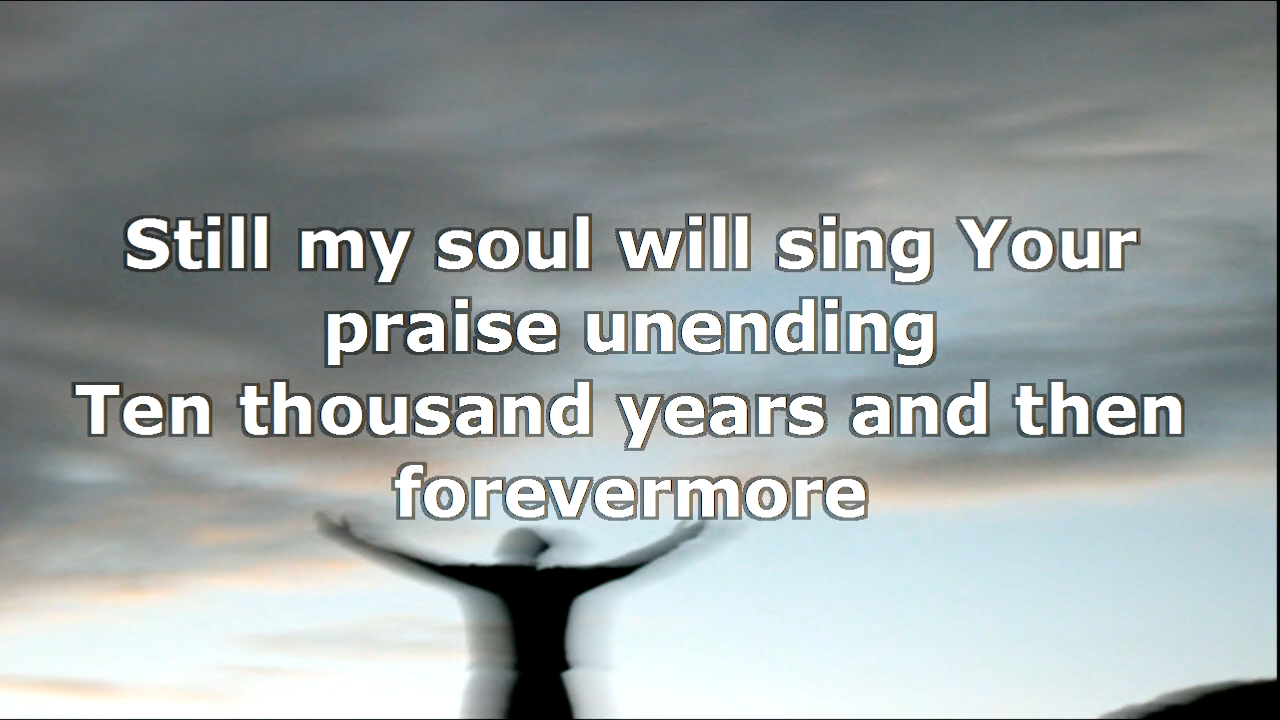 Still my soul will sing Your
praise unending
Ten thousand years and then
forevermore